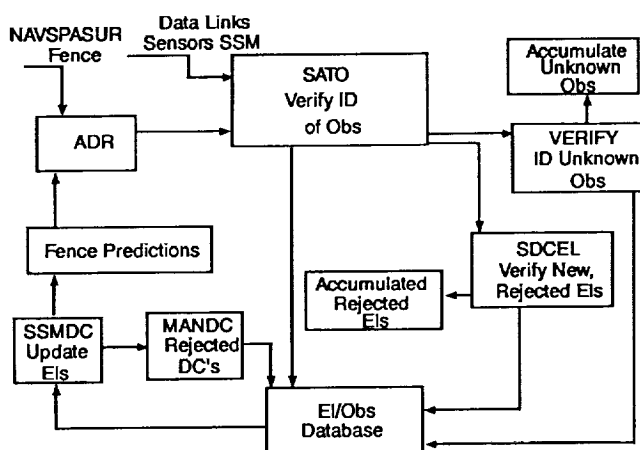 NAVSPASUR
Fence
Data Links
Sensors SSM
SATO
Verify ID
of Obs
Accumulate
Unknown
Obs
ADR
VERIFY
ID Unknown
Obs
Fence Predictions
SDCEL
Verify New,
Rejected Els
Accumulated
Rejected
Els
SSMDC
Update
Els
MANDC
Rejected
DC's
El/Obs
Database